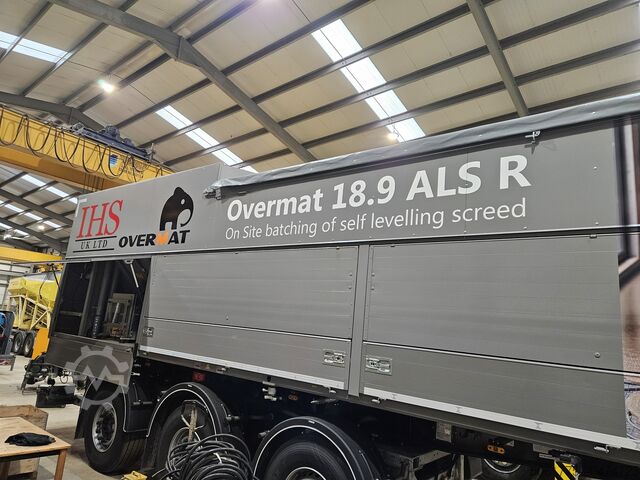 IHS
UK LTD
OVERMAT
Overmat 18.9 ALS R
On Site batching of self levelling screed